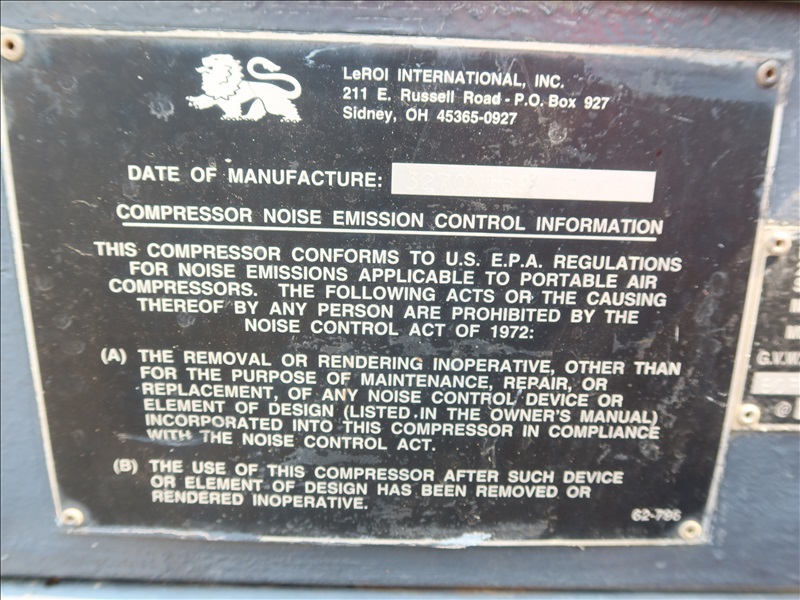 LeROI INTERNATIONAL, INC.
211 E. Russell Road - P.O. Box 927
Sidney, OH 45365-0927
DATE OF MANUFACTURE:
COMPRESSOR NOISE EMISSION CONTROL INFORMATION
THIS COMPRESSOR CONFORMS TO U.S. E.P.A. REGULATIONS
FOR NOISE EMISSIONS APPLICABLE TO PORTABLE AIR
COMPRESSORS. THE FOLLOWING ACTS OR THE CAUSING
THEREOF BY ANY PERSON ARE PROHIBITED BY THE
NOISE CONTROL ACT OF 1972:
(A) THE REMOVAL OR RENDERING INOPERATIVE, OTHER THAN
FOR THE PURPOSE OF MAINTENANCE, REPAIR, OR
REPLACEMENT, OF ANY NOISE CONTROL DEVICE OR
ELEMENT OF DESIGN (LISTED IN THE OWNER'S MANUAL)
INCORPORATED INTO THIS COMPRESSOR IN COMPLIANCE
WITH THE NOISE CONTROL ACT.
(B) THE USE OF THIS COMPRESSOR AFTER SUCH DEVICE
OR ELEMENT OF DESIGN HAS BEEN REMOVED OR
RENDERED INOPERATIVE.
62-796